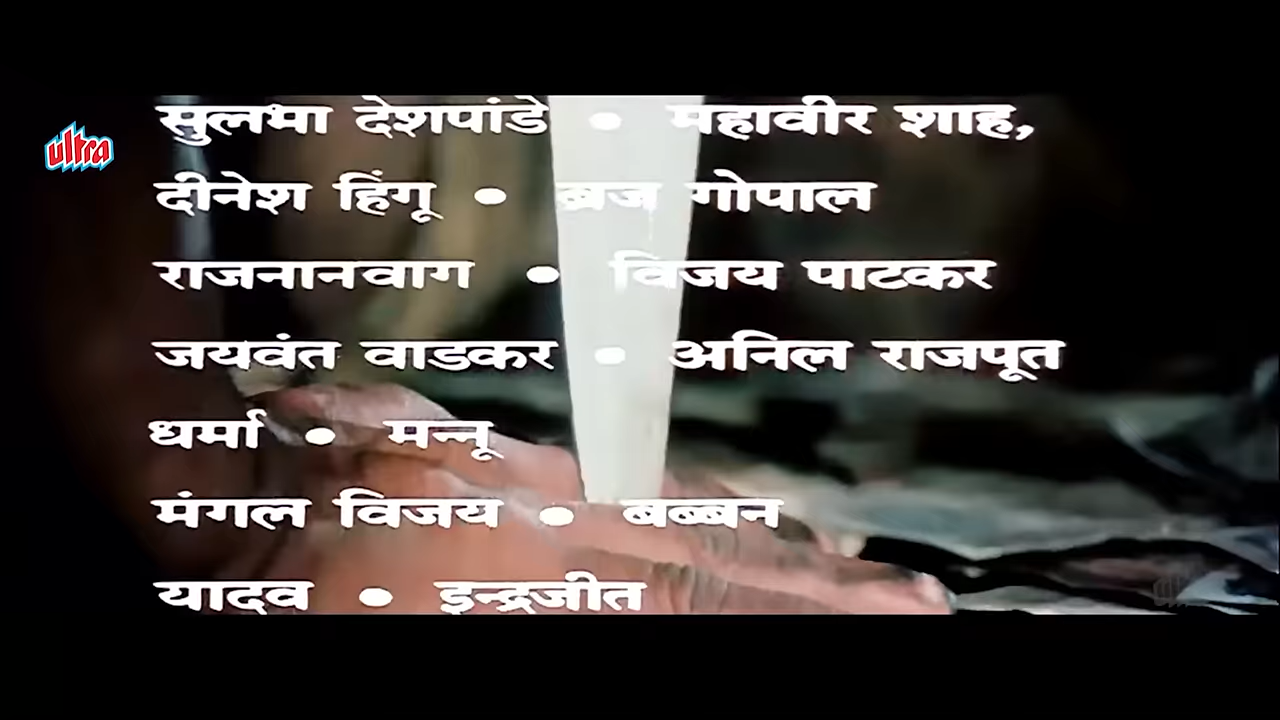 ultra
सुलभा देशपांडे • महावीर शाह,
दीनेश हिंगू • ब्रज गोपाल
राजनानवाग • विजय पाटकर
जयवंत वाडकर • अनिल राजपूत
धर्मा • मन्नू
मंगल विजय • बब्बन
यादव • इन्द्रजीत